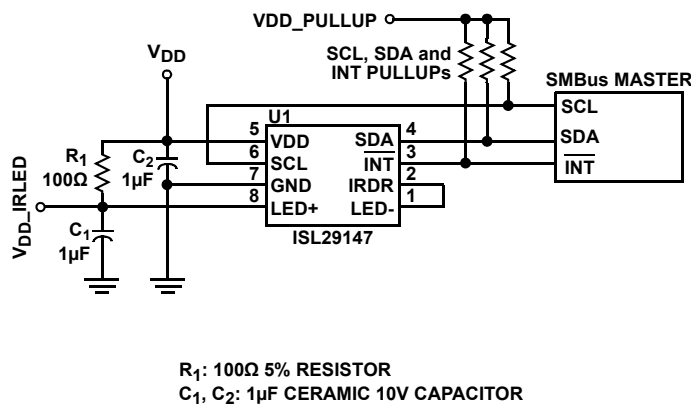 VDD_PULLUP
VDD
SCL, SDA and
INT PULLUPs
SMBus MASTER
U1
SCL
5
VDD
SDA
4
SDA
R1
100Ω
C2
1µF
6
SCL
INT
3
INT
7
GND
IRDR
2
VDD_IRLED
8
LED+
LED-
1
C1
1µF
ISL29147
R1: 100Ω 5% RESISTOR
C1, C2: 1µF CERAMIC 10V CAPACITOR